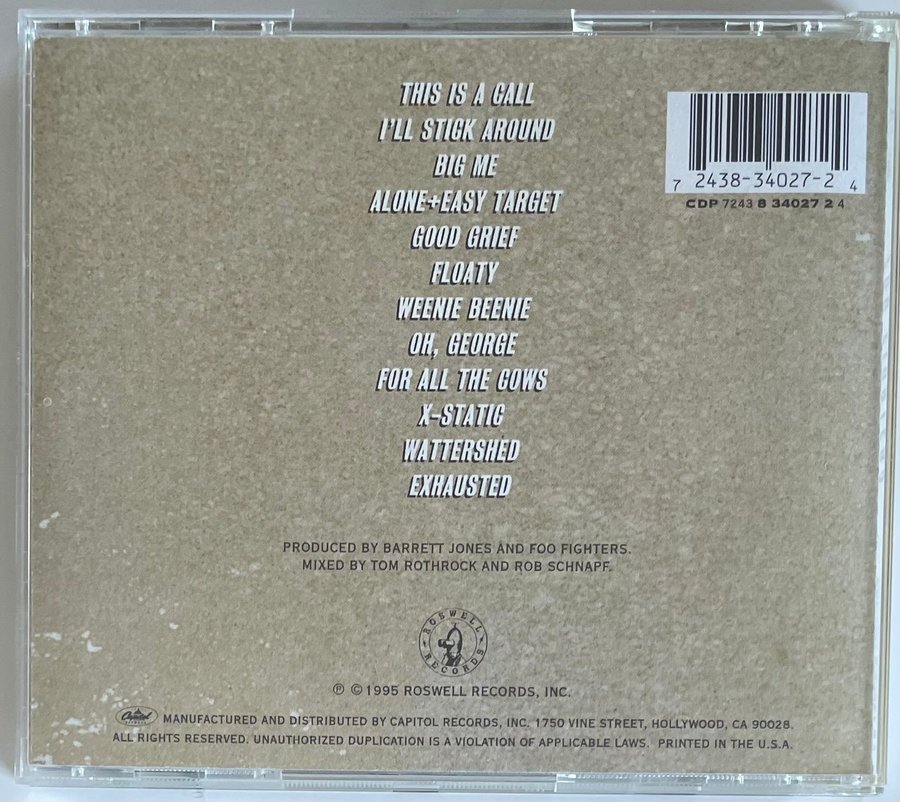 THIS IS A CALL
I'LL STICK AROUND
BIG ME
ALONE+EASY TARGET
GOOD GRIEF
FLOATY
WEENIE BEENIE
OH, GEORGE
FOR ALL THE COWS
X-STATIC
WATTERSHED
EXHAUSTED
7 2438-34027-2 4
CDP 7243 8 34027 2 4
PRODUCED BY BARRETT JONES AND FOO FIGHTERS.
MIXED BY TOM ROTHROCK AND ROB SCHNAPF.
ROSWELL RECORDS
℗ © 1995 ROSWELL RECORDS, INC.
Capitol MANUFACTURED AND DISTRIBUTED BY CAPITOL RECORDS, INC. 1750 VINE STREET, HOLLYWOOD, CA 90028.
ALL RIGHTS RESERVED. UNAUTHORIZED DUPLICATION IS A VIOLATION OF APPLICABLE LAWS. PRINTED IN THE U.S.A.